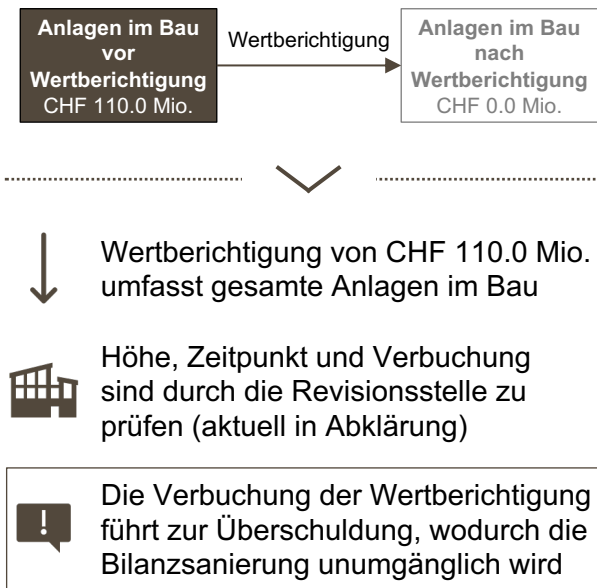 Anlagen im Bau
vor
Wertberichtigung
CHF 110.0 Mio.
Wertberichtigung
Anlagen im Bau
nach
Wertberichtigung
CHF 0.0 Mio.
Wertberichtigung von CHF 110.0 Mio.
umfasst gesamte Anlagen im Bau
Höhe, Zeitpunkt und Verbuchung
sind durch die Revisionsstelle zu
prüfen (aktuell in Abklärung)
!
Die Verbuchung der Wertberichtigung
führt zur Überschuldung, wodurch die
Bilanzsanierung unumgänglich wird